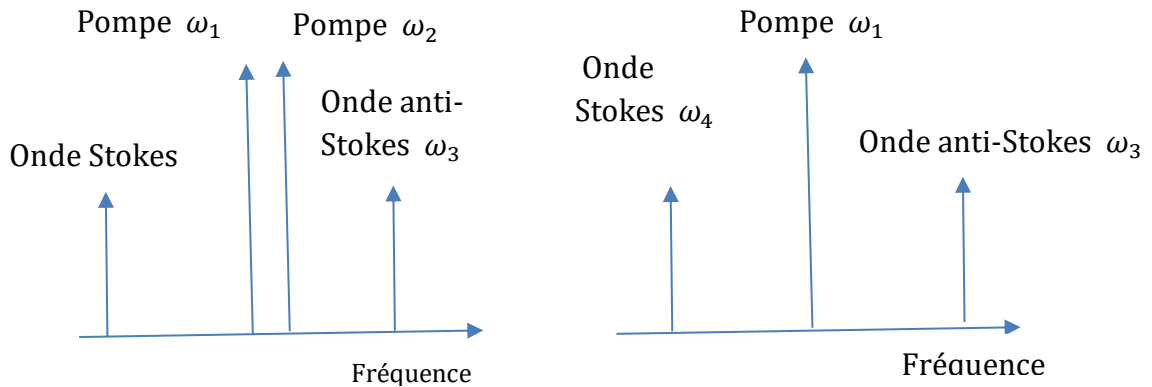 Pompe ω₁
Pompe ω₂
Onde anti-
Stokes ω₃
Onde Stokes
Fréquence
Pompe ω₁
Onde
Stokes ω₄
Onde anti-Stokes ω₃
Fréquence